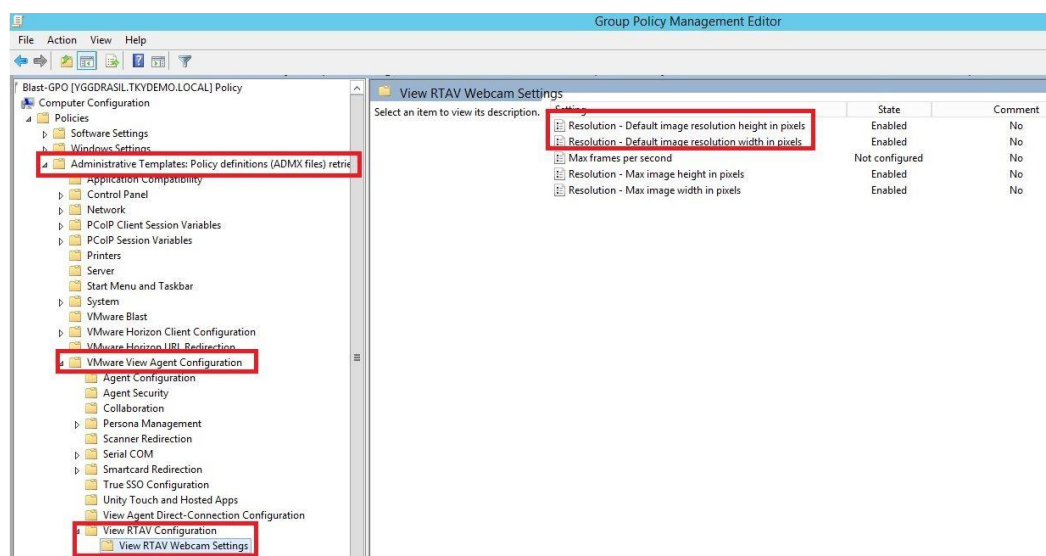 Group Policy Management Editor
File Action View Help
Blast-GPO [YGGDRASIL.TKYDEMO.LOCAL] Policy
Computer Configuration
Policies
Software Settings
Windows Settings
Administrative Templates: Policy definitions (ADMX files) retrie
Application Compatibility
Control Panel
Network
PCoIP Client Session Variables
PCoIP Session Variables
Printers
Server
Start Menu and Taskbar
System
VMware Blast
VMware Horizon Client Configuration
VMware Horizon URL Redirection
VMware View Agent Configuration
Agent Configuration
Agent Security
Collaboration
Persona Management
Scanner Redirection
Serial COM
Smartcard Redirection
True SSO Configuration
Unity Touch and Hosted Apps
View Agent Direct-Connection Configuration
View RTAV Configuration
View RTAV Webcam Settings
View RTAV Webcam Settings
Select an item to view its description.
Setting State Comment
Resolution - Default image resolution height in pixels Enabled No
Resolution - Default image resolution width in pixels Enabled No
Max frames per second Not configured No
Resolution - Max image height in pixels Enabled No
Resolution - Max image width in pixels Enabled No